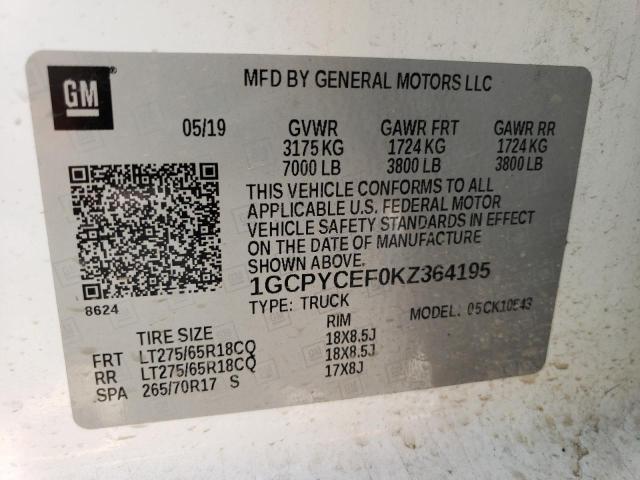 GM
MFD BY GENERAL MOTORS LLC
05/19 GVWR GAWR FRT GAWR RR
3175 KG 1724 KG 1724 KG
7000 LB 3800 LB 3800 LB
THIS VEHICLE CONFORMS TO ALL
APPLICABLE U.S. FEDERAL MOTOR
VEHICLE SAFETY STANDARDS IN EFFECT
ON THE DATE OF MANUFACTURE
SHOWN ABOVE.
1GCPYCEF0KZ364195
8624
TYPE: TRUCK MODEL: 05CK10543
TIRE SIZE RIM
FRT LT275/65R18CQ 18X8.5J
RR LT275/65R18CQ 18X8.5J
SPA 265/70R17 S 17X8J